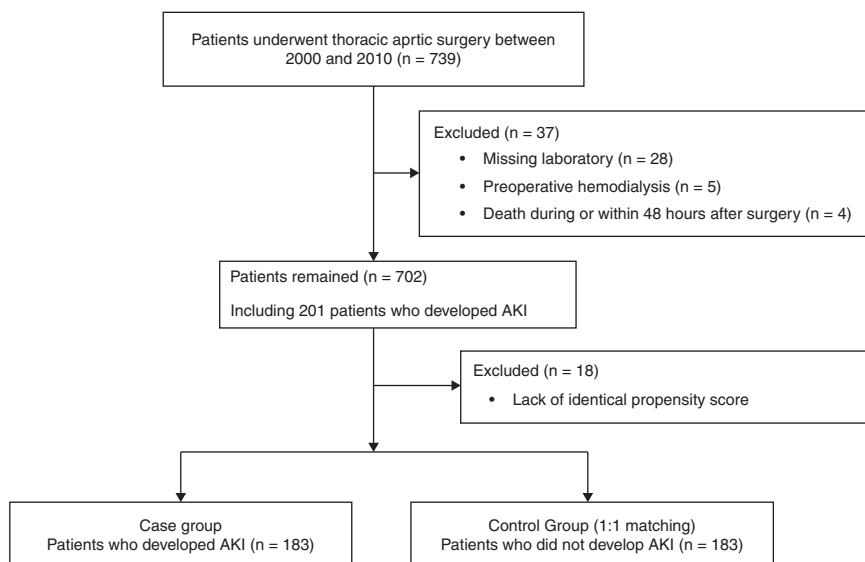 Patients underwent thoracic aprtic surgery between
2000 and 2010 (n = 739)
Excluded (n = 37)
• Missing laboratory (n = 28)
• Preoperative hemodialysis (n = 5)
• Death during or within 48 hours after surgery (n = 4)
Patients remained (n = 702)
Including 201 patients who developed AKI
Excluded (n = 18)
• Lack of identical propensity score
Case group
Patients who developed AKI (n = 183)
Control Group (1:1 matching)
Patients who did not develop AKI (n = 183)